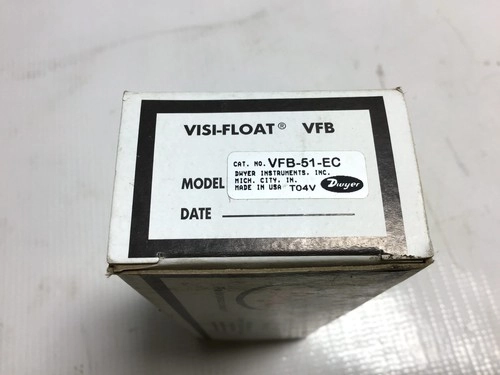 VISI-FLOAT® VFB
CAT. NO. VFB-51-EC
DWYER INSTRUMENTS, INC.
MODEL MICH. CITY, IN.
MADE IN USA T04V Dwyer
DATE